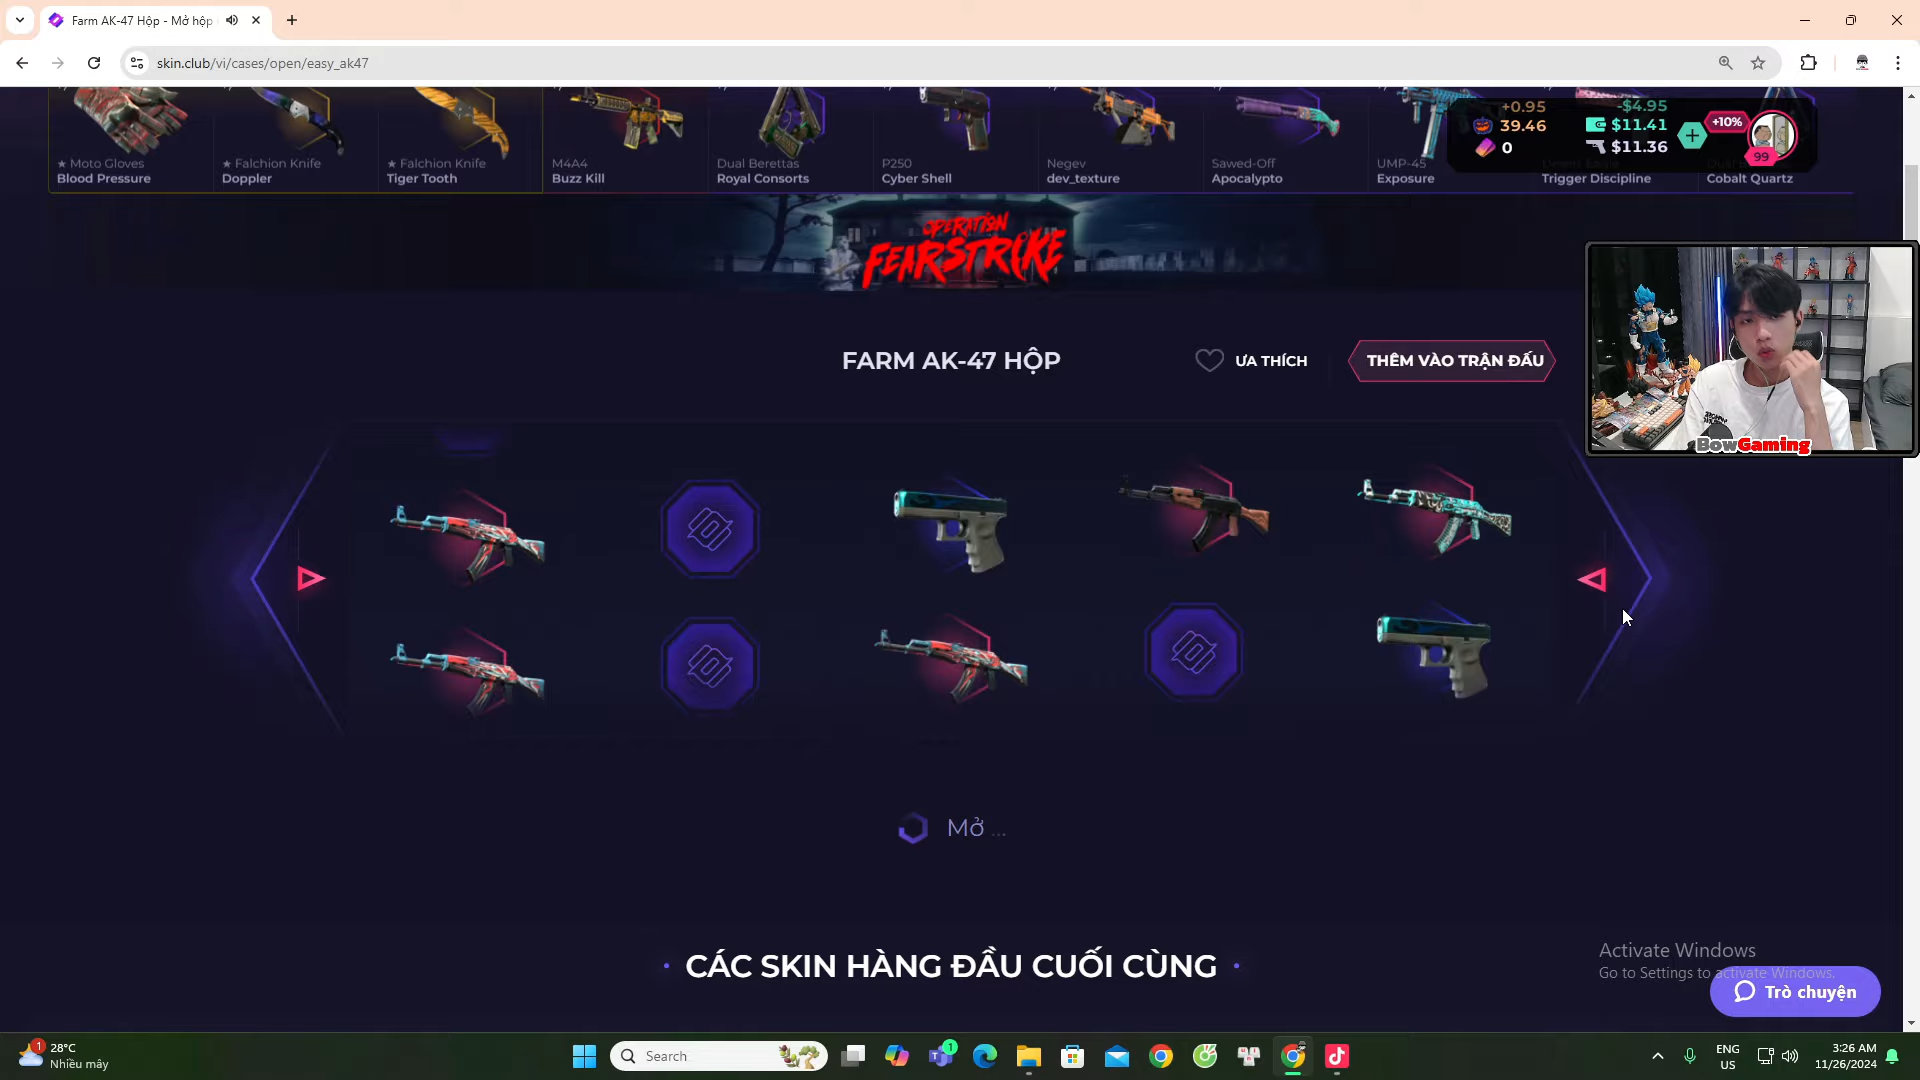 Farm AK-47 Hộp - Mở hộp
skin.club/vi/cases/open/easy_ak47
+0.95
-$4.95
39.46
$11.41
+10%
0
$11.36
99
★ Moto Gloves
Blood Pressure
★ Falchion Knife
Doppler
★ Falchion Knife
Tiger Tooth
M4A4
Buzz Kill
Dual Berettas
Royal Consorts
P250
Cyber Shell
Negev
dev_texture
Sawed-Off
Apocalypto
UMP-45
Exposure
Trigger Discipline
Cobalt Quartz
OPERATION
FEARSTRIKE
FARM AK-47 HỘP
ƯA THÍCH
THÊM VÀO TRẬN ĐẤU
BowGaming
Mở ...
CÁC SKIN HÀNG ĐẦU CUỐI CÙNG
Activate Windows
Go to Settings to activate Windows.
Trò chuyện
1
28°C
Nhiều mây
Search
1
ENG
US
3:26 AM
11/26/2024